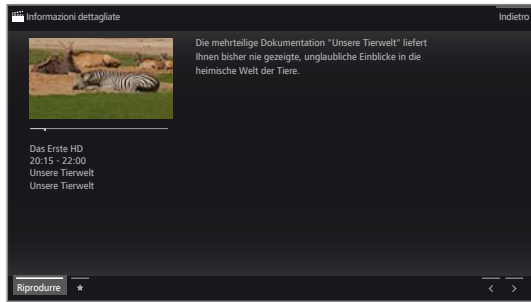 Informazioni dettagliate
Indietro
Die mehrteilige Dokumentation "Unsere Tierwelt" liefert
Ihnen bisher nie gezeigte, unglaubliche Einblicke in die
heimische Welt der Tiere.
Das Erste HD
20:15 - 22:00
Unsere Tierwelt
Unsere Tierwelt
Riprodurre